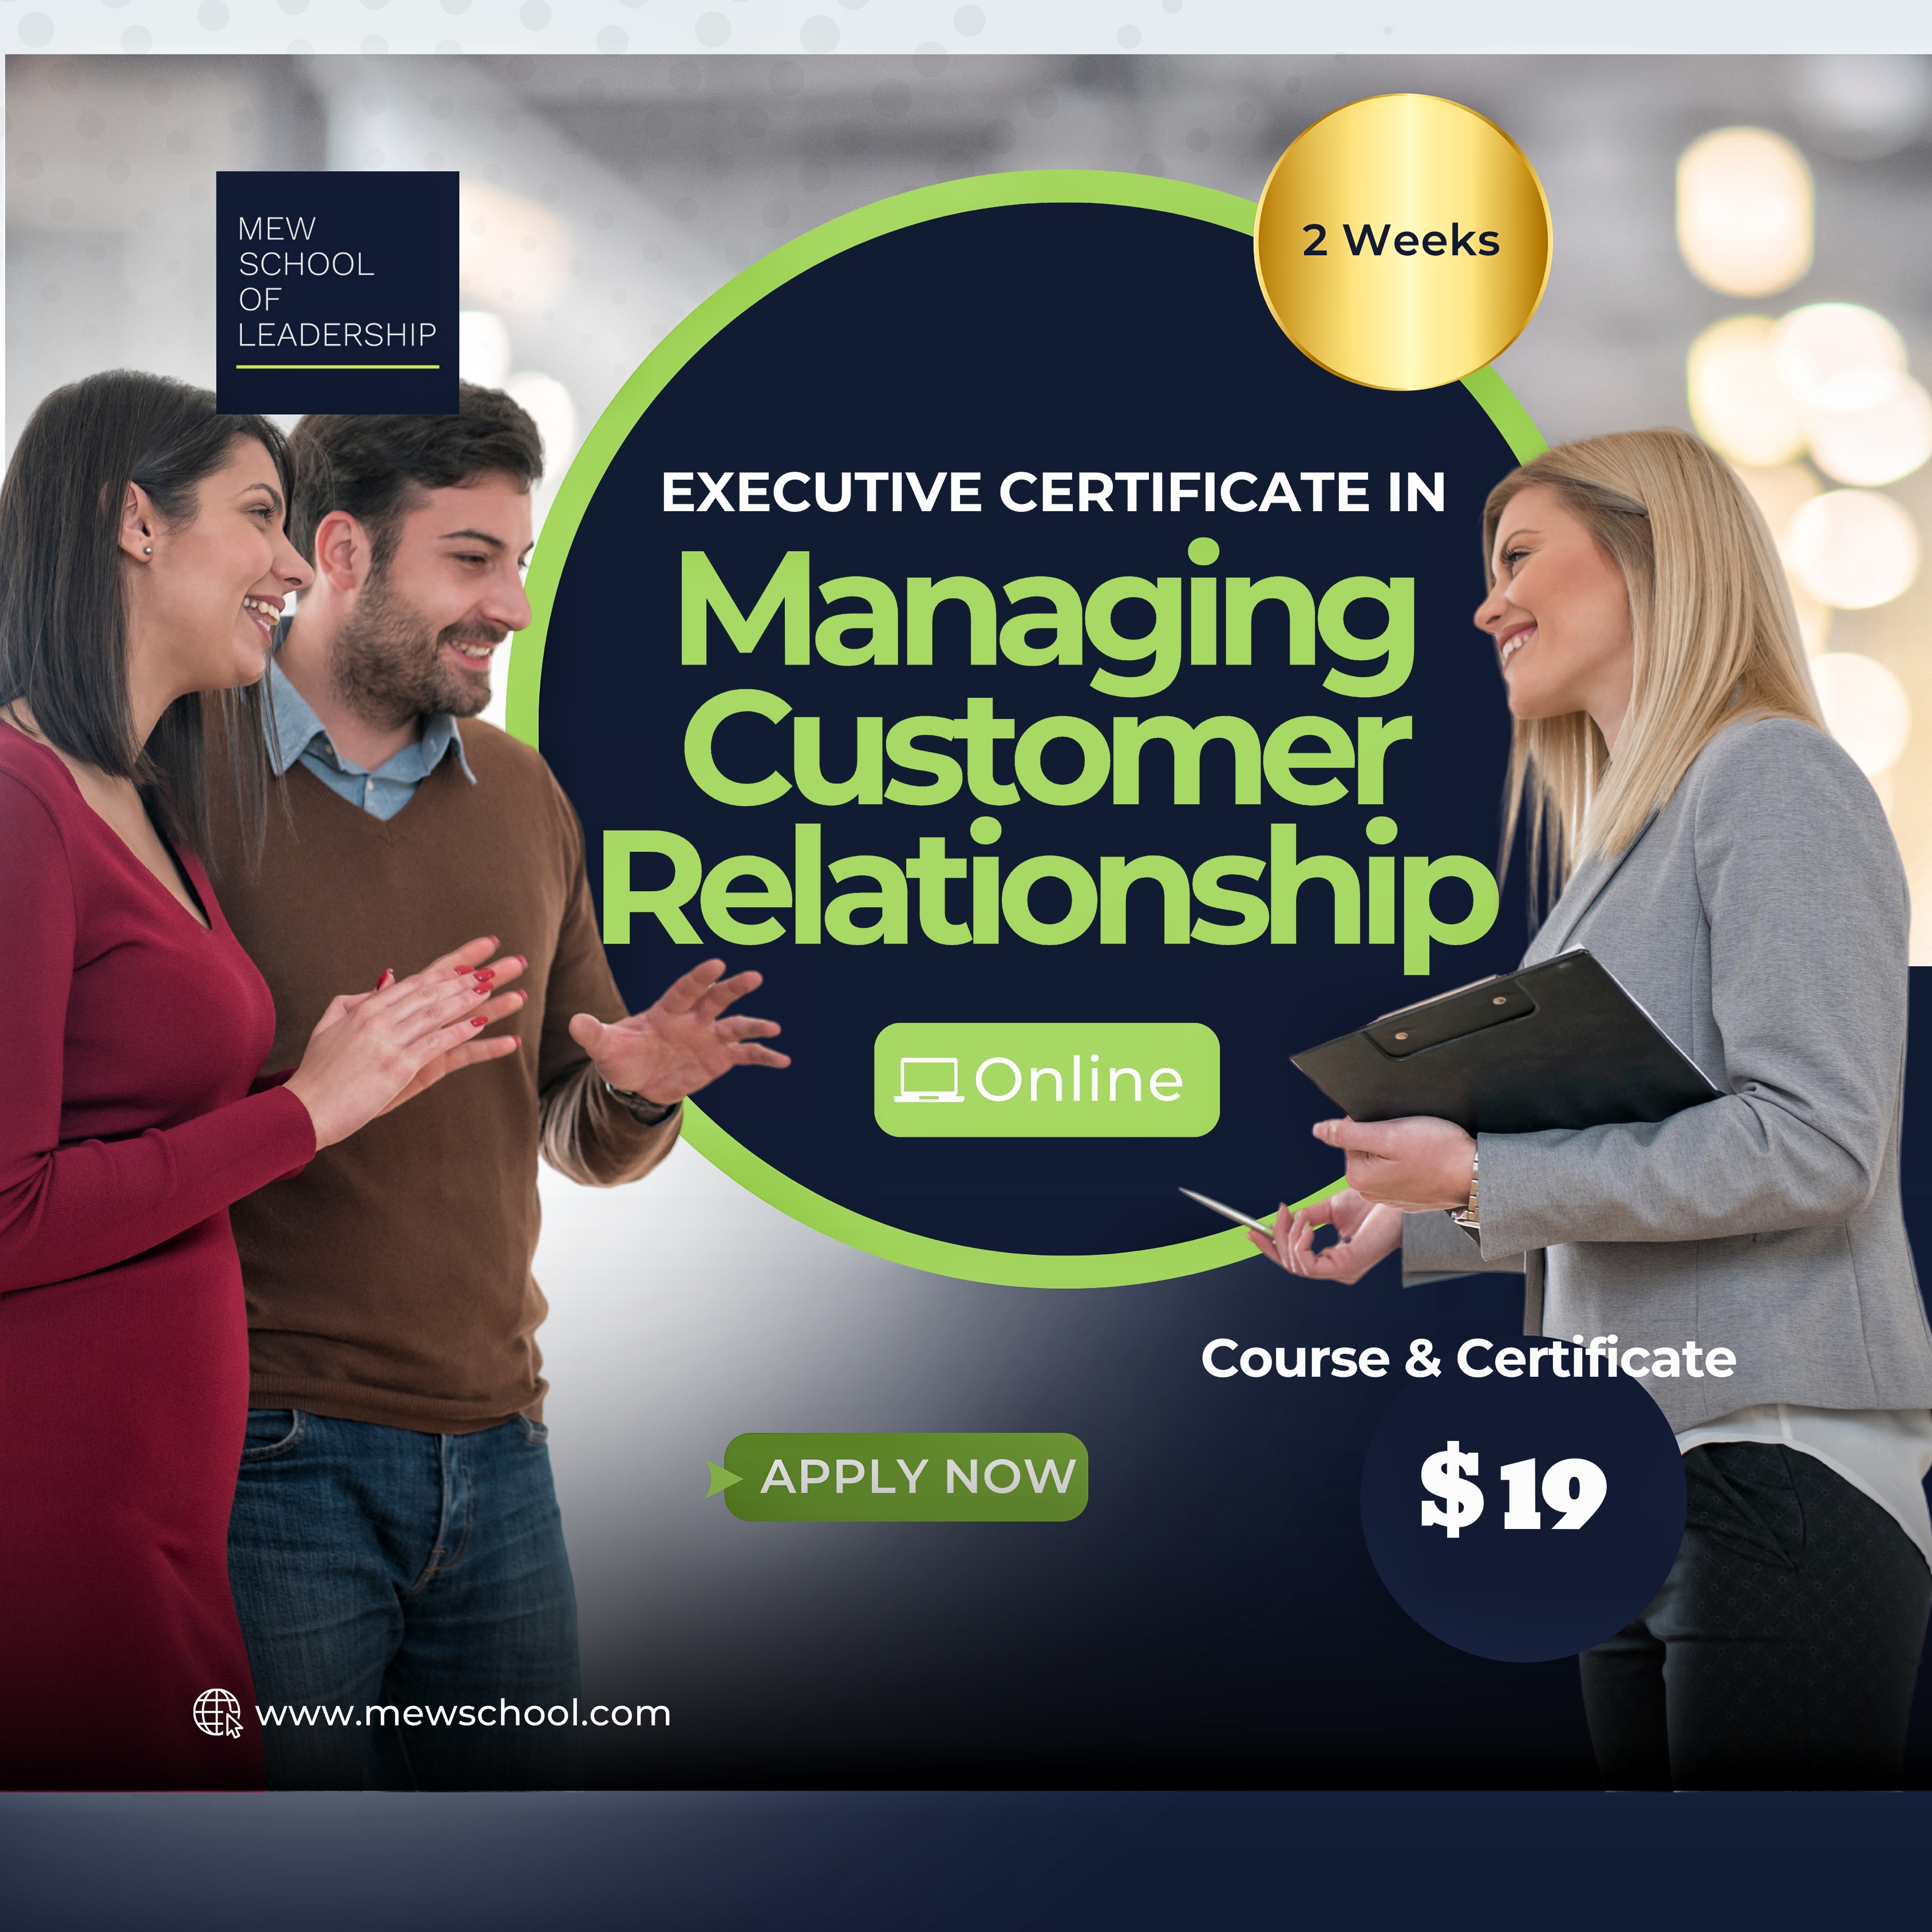 MEW
SCHOOL
OF
LEADERSHIP
2 Weeks
EXECUTIVE CERTIFICATE IN
Managing
Customer
Relationship
Online
Course & Certificate
APPLY NOW
$19
www.mewschool.com